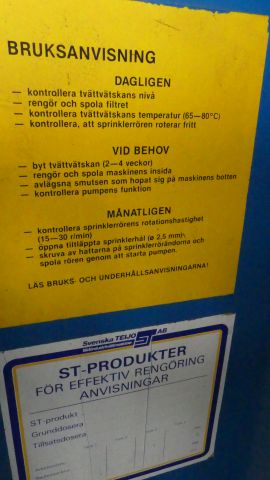 BRUKSANVISNING
DAGLIGEN
— kontrollera tvättvätskans nivå
— rengör och spola filtret
— kontrollera tvättvätskans temperatur (65—80°C)
— kontrollera, att sprinklerrören roterar fritt
VID BEHOV
— byt tvättvätskan (2—4 veckor)
— rengör och spola maskinens insida
— avlägsna smutsen som hopat sig på maskinens botten
— kontrollera pumpens funktion
MÅNATLIGEN
— kontrollera sprinklerrörens rotationshastighet
(15—30 r/min)
— öppna tilltäppta sprinklerhål (ø 2,5 mm)
— skruva av hattarna på sprinklerrörändorna och
spola rören genom att starta pumpen.
LÄS BRUKS- OCH UNDERHÅLLSANVISNINGARNA!
Svenska TEIJO AB
ST
ST-PRODUKTER
FÖR EFFEKTIV RENGÖRING
ANVISNINGAR
ST-produkt
Grunddosera
Tillsatsdosera